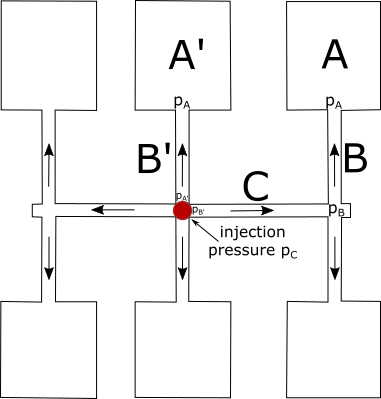 A' A
pA pA
B' B
C
pA'
pB' pB
injection
pressure pC